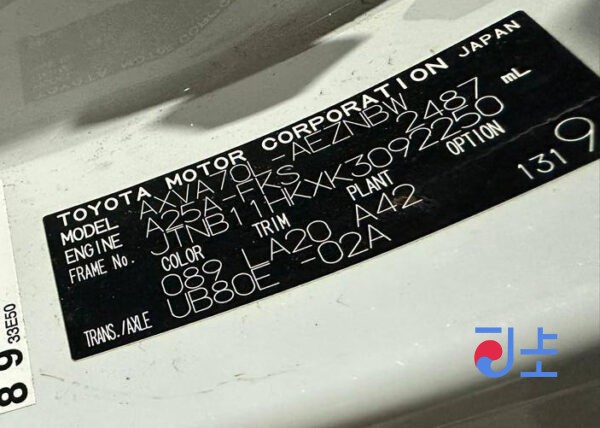 TOYOTA MOTOR CORPORATION JAPAN
MODEL AXVA70L-AEZNBW
ENGINE A25A-FKS 2487 mL
FRAME No. JTNB11HKXK3092250
COLOR TRIM PLANT OPTION
089 LA20 A42 1319
TRANS./AXLE UB80E -02A
89
33E50